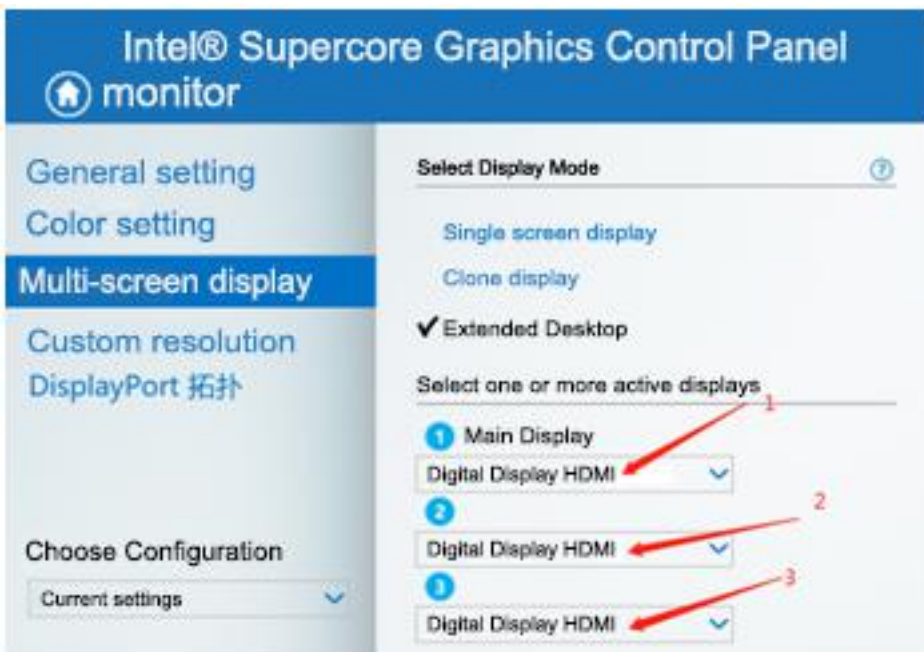 Intel® Supercore Graphics Control Panel
monitor
General setting
Color setting
Multi-screen display
Custom resolution
DisplayPort 拓扑
Choose Configuration
Current settings
Select Display Mode
?
Single screen display
Clone display
✓Extended Desktop
Select one or more active displays
1
1 Main Display
Digital Display HDMI
2
2
Digital Display HDMI
3
3
Digital Display HDMI